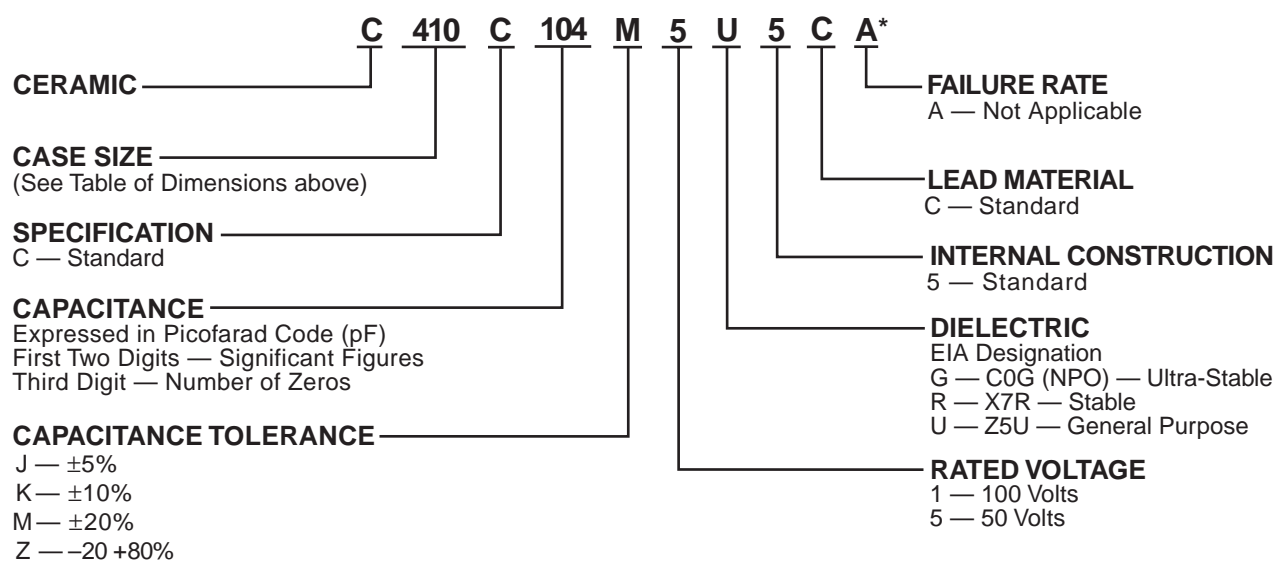 C 410 C 104 M 5 U 5 C A*
CERAMIC
CASE SIZE
(See Table of Dimensions above)
SPECIFICATION
C — Standard
CAPACITANCE
Expressed in Picofarad Code (pF)
First Two Digits — Significant Figures
Third Digit — Number of Zeros
CAPACITANCE TOLERANCE
J — ±5%
K — ±10%
M — ±20%
Z — –20 +80%
FAILURE RATE
A — Not Applicable
LEAD MATERIAL
C — Standard
INTERNAL CONSTRUCTION
5 — Standard
DIELECTRIC
EIA Designation
G — C0G (NPO) — Ultra-Stable
R — X7R — Stable
U — Z5U — General Purpose
RATED VOLTAGE
1 — 100 Volts
5 — 50 Volts